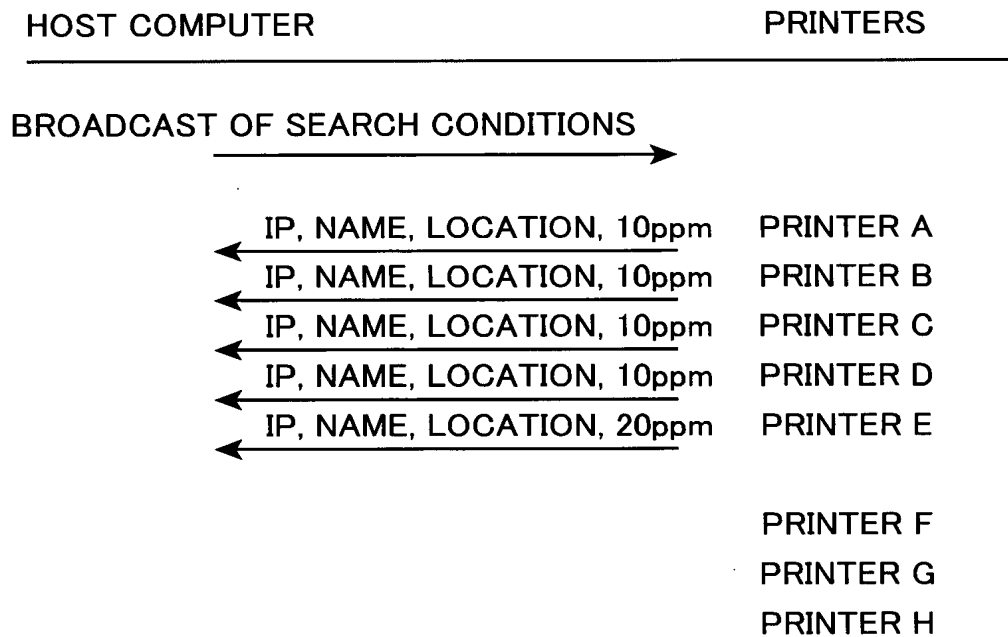 HOST COMPUTER PRINTERS
BROADCAST OF SEARCH CONDITIONS
IP, NAME, LOCATION, 10ppm PRINTER A
IP, NAME, LOCATION, 10ppm PRINTER B
IP, NAME, LOCATION, 10ppm PRINTER C
IP, NAME, LOCATION, 10ppm PRINTER D
IP, NAME, LOCATION, 20ppm PRINTER E
PRINTER F
PRINTER G
PRINTER H